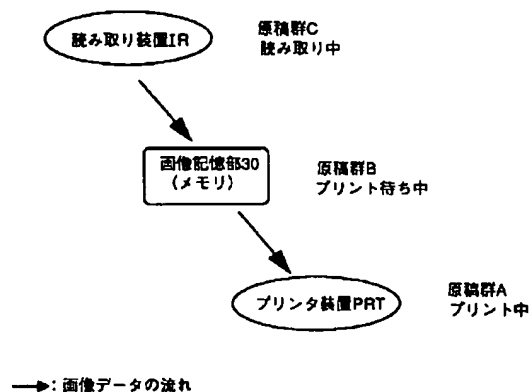 読み取り装置IR
原稿群C
読み取り中
画像記憶部30
(メモリ)
原稿群B
プリント待ち中
プリンタ装置PRT
原稿群A
プリント中
:画像データの流れ